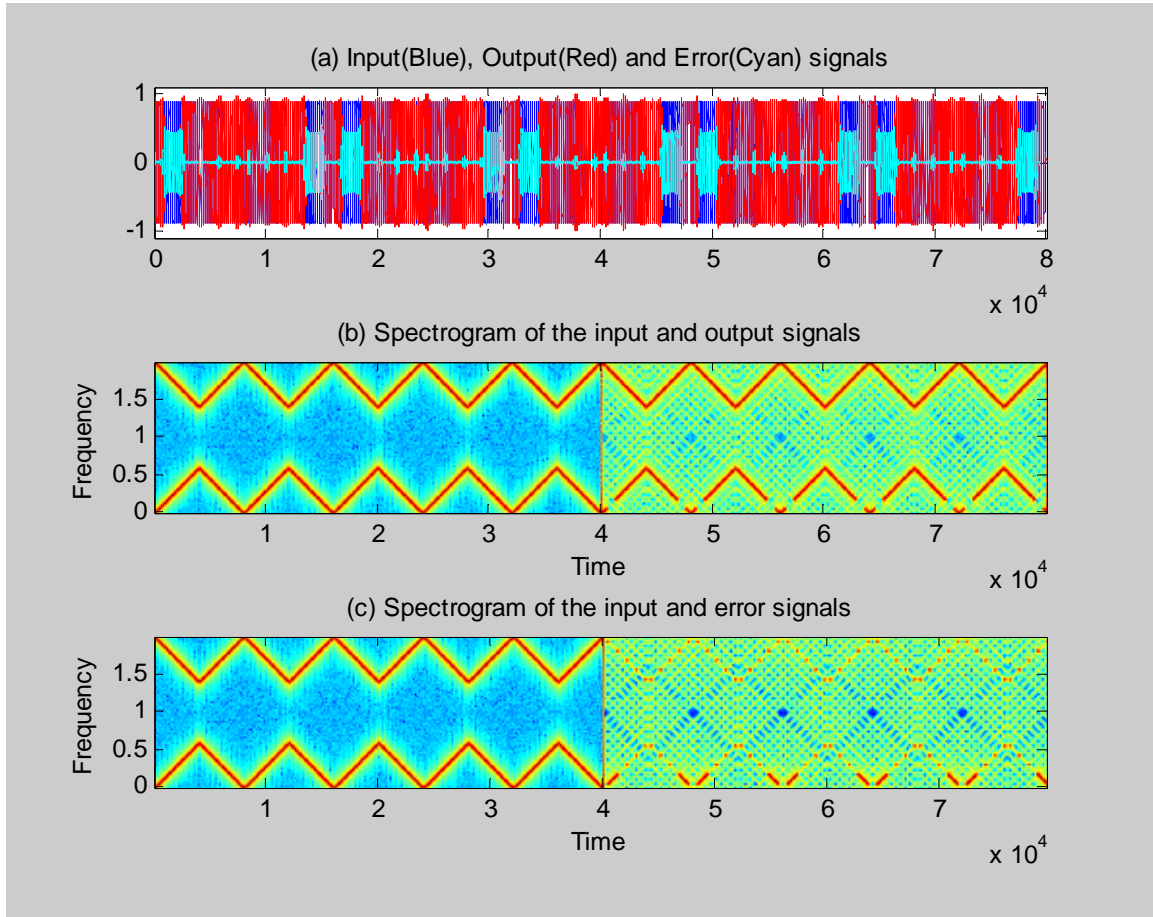 (a) Input(Blue), Output(Red) and Error(Cyan) signals
1
0
-1
0 1 2 3 4 5 6 7 8
x 10^4
(b) Spectrogram of the input and output signals
Frequency
1.5
1
0.5
0
1 2 3 4 5 6 7
Time
x 10^4
(c) Spectrogram of the input and error signals
Frequency
1.5
1
0.5
0
1 2 3 4 5 6 7
Time
x 10^4